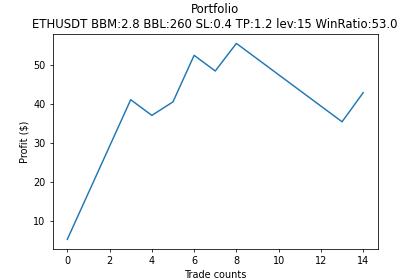 Portfolio
ETHUSDT BBM:2.8 BBL:260 SL:0.4 TP:1.2 lev:15 WinRatio:53.0
50
40
30
20
10
Profit ($)
0 2 4 6 8 10 12 14
Trade counts